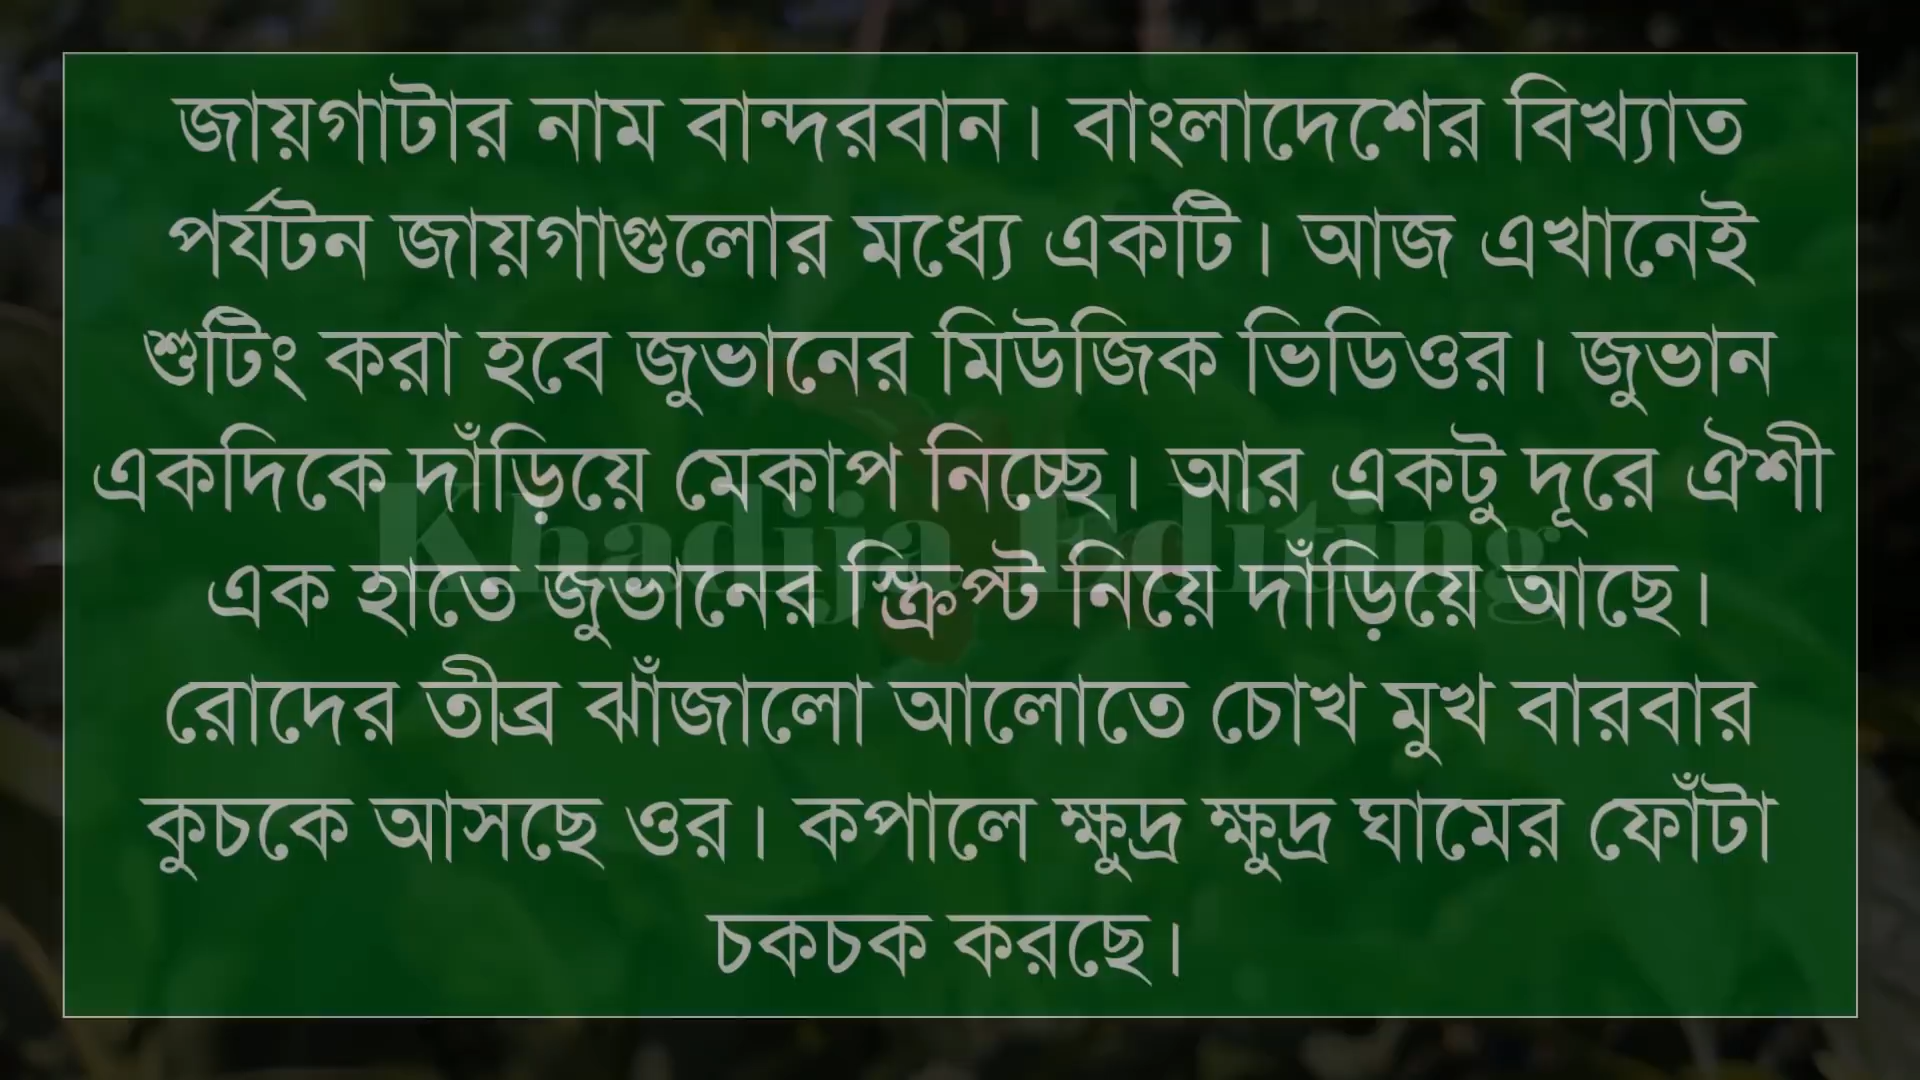 জায়গাটার নাম বান্দরবান। বাংলাদেশের বিখ্যাত
পর্যটন জায়গাগুলোর মধ্যে একটি। আজ এখানেই
শুটিং করা হবে জুভানের মিউজিক ভিডিওর। জুভান
একদিকে দাঁড়িয়ে মেকাপ নিচ্ছে। আর একটু দূরে ঐশী
এক হাতে জুভানের স্ক্রিপ্ট নিয়ে দাঁড়িয়ে আছে।
রোদের তীব্র ঝাঁজালো আলোতে চোখ মুখ বারবার
কুচকে আসছে ওর। কপালে ক্ষুদ্র ক্ষুদ্র ঘামের ফোঁটা
চকচক করছে।
Khadija Editing